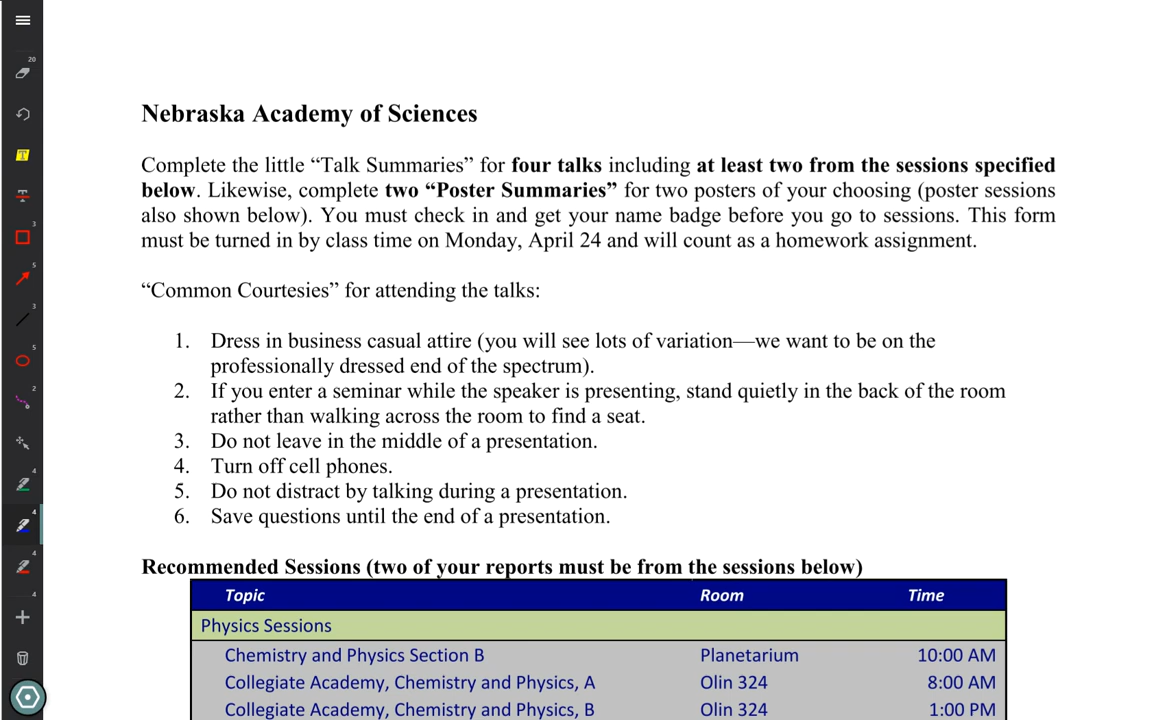 Nebraska Academy of Sciences
Complete the little “Talk Summaries” for four talks including at least two from the sessions specified
below. Likewise, complete two “Poster Summaries” for two posters of your choosing (poster sessions
also shown below). You must check in and get your name badge before you go to sessions. This form
must be turned in by class time on Monday, April 24 and will count as a homework assignment.
“Common Courtesies” for attending the talks:
1. Dress in business casual attire (you will see lots of variation—we want to be on the
professionally dressed end of the spectrum).
2. If you enter a seminar while the speaker is presenting, stand quietly in the back of the room
rather than walking across the room to find a seat.
3. Do not leave in the middle of a presentation.
4. Turn off cell phones.
5. Do not distract by talking during a presentation.
6. Save questions until the end of a presentation.
Recommended Sessions (two of your reports must be from the sessions below)
Topic Room Time
Physics Sessions
Chemistry and Physics Section B Planetarium 10:00 AM
Collegiate Academy, Chemistry and Physics, A Olin 324 8:00 AM
Collegiate Academy, Chemistry and Physics, B Olin 324 1:00 PM
20
T
T
3
5
3
5
2
4
4
4
4